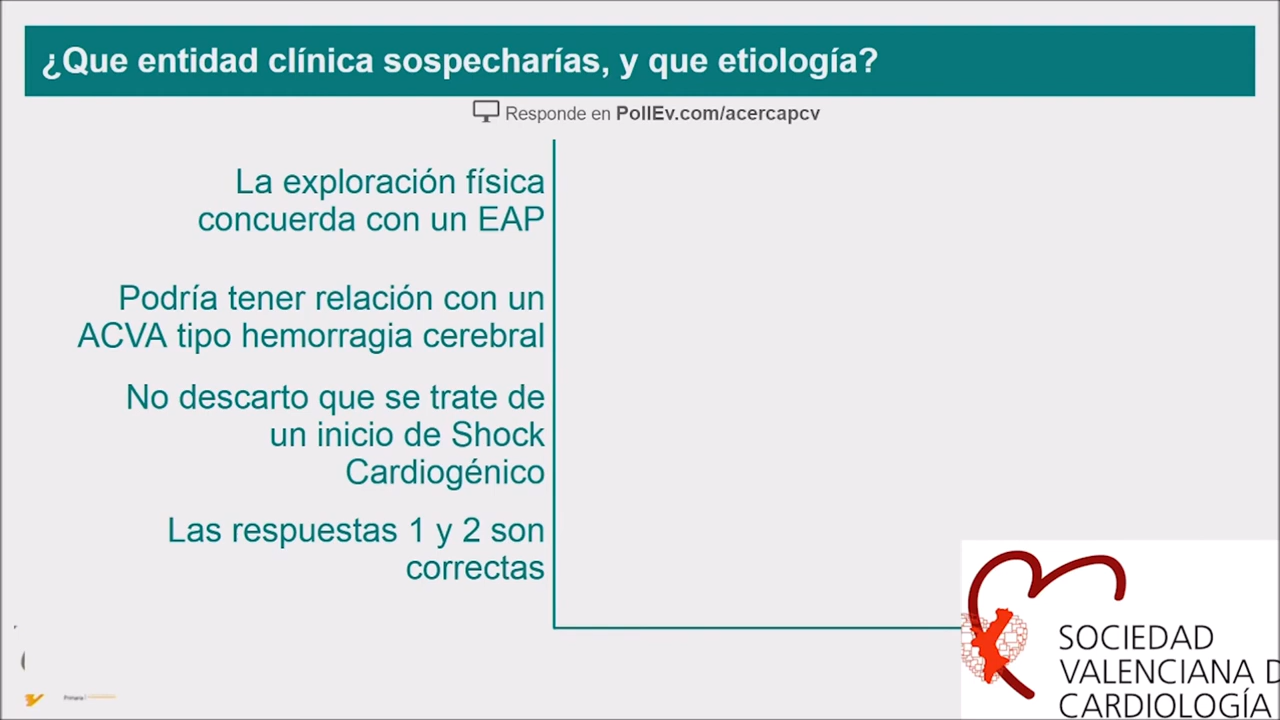 ¿Que entidad clínica sospecharías, y que etiología?
Responde en PollEv.com/acercapcv
La exploración física
concuerda con un EAP
Podría tener relación con un
ACVA tipo hemorragia cerebral
No descarto que se trate de
un inicio de Shock
Cardiogénico
Las respuestas 1 y 2 son
correctas
SOCIEDAD
VALENCIANA D
CARDIOLOGÍA
Primaria